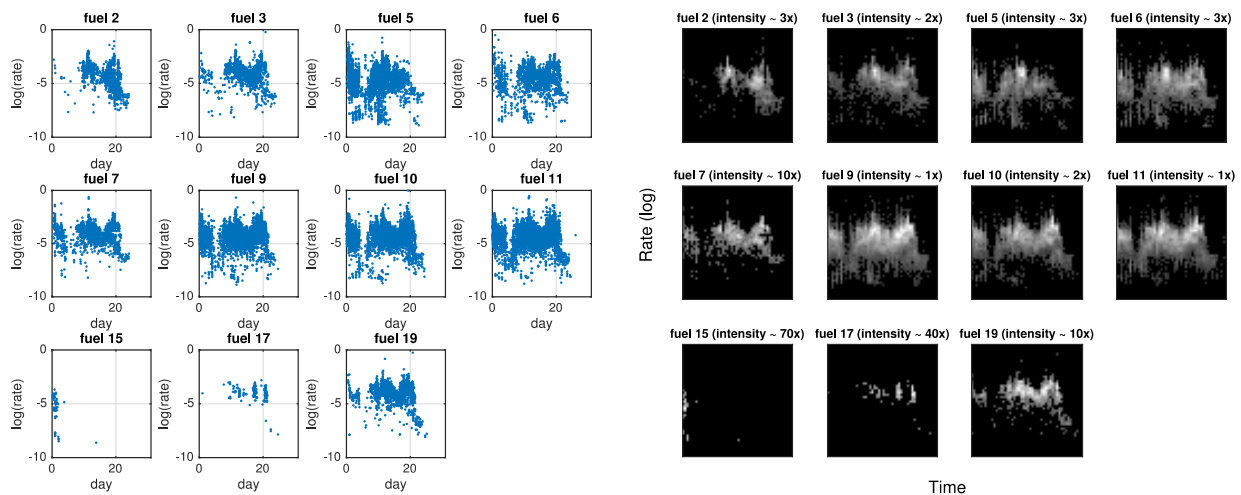 fuel 2 fuel 3 fuel 5 fuel 6
0 0 0 0
log(rate) log(rate) log(rate) log(rate)
-5 -5 -5 -5
-10 -10 -10 -10
0 20 0 20 0 20 0 20
day day day day
fuel 7 fuel 9 fuel 10 fuel 11
0 0 0 0
log(rate) log(rate) log(rate) log(rate)
-5 -5 -5 -5
-10 -10 -10 -10
0 20 0 20 0 20 0 20
day day day day
fuel 15 fuel 17 fuel 19
0 0 0
log(rate) log(rate) log(rate)
-5 -5 -5
-10 -10 -10
0 20 0 20 0 20
day day day
fuel 2 (intensity ~ 3x) fuel 3 (intensity ~ 2x) fuel 5 (intensity ~ 3x) fuel 6 (intensity ~ 3x)
fuel 7 (intensity ~ 10x) fuel 9 (intensity ~ 1x) fuel 10 (intensity ~ 2x) fuel 11 (intensity ~ 1x)
Rate (log)
fuel 15 (intensity ~ 70x) fuel 17 (intensity ~ 40x) fuel 19 (intensity ~ 10x)
Time